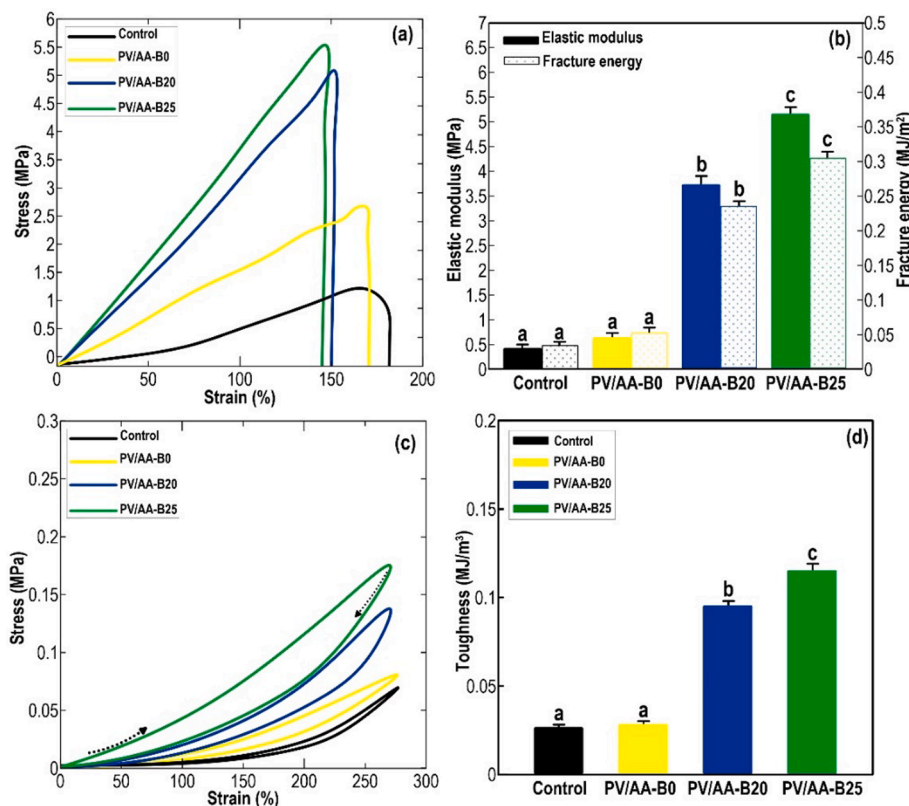 (a)
Control
PV/AA-B0
PV/AA-B20
PV/AA-B25
6
5.5
5
4.5
4
3.5
3
2.5
2
1.5
1
0.5
0
Stress (MPa)
0
50
100
150
200
Strain (%)
(b)
Elastic modulus
Fracture energy
7
6.5
6
5.5
5
4.5
4
3.5
3
2.5
2
1.5
1
0.5
0
Elastic modulus (MPa)
0.5
0.45
0.4
0.35
0.3
0.25
0.2
0.15
0.1
0.05
0
Fracture energy (MJ/m²)
a
a
a
a
b
b
c
c
Control
PV/AA-B0
PV/AA-B20
PV/AA-B25
(c)
Control
PV/AA-B0
PV/AA-B20
PV/AA-B25
0.3
0.25
0.2
0.15
0.1
0.05
0
Stress (MPa)
0
50
100
150
200
250
300
Strain (%)
(d)
Control
PV/AA-B0
PV/AA-B20
PV/AA-B25
0.2
0.15
0.1
0.05
0
Toughness (MJ/m³)
a
a
b
c
Control
PV/AA-B0
PV/AA-B20
PV/AA-B25